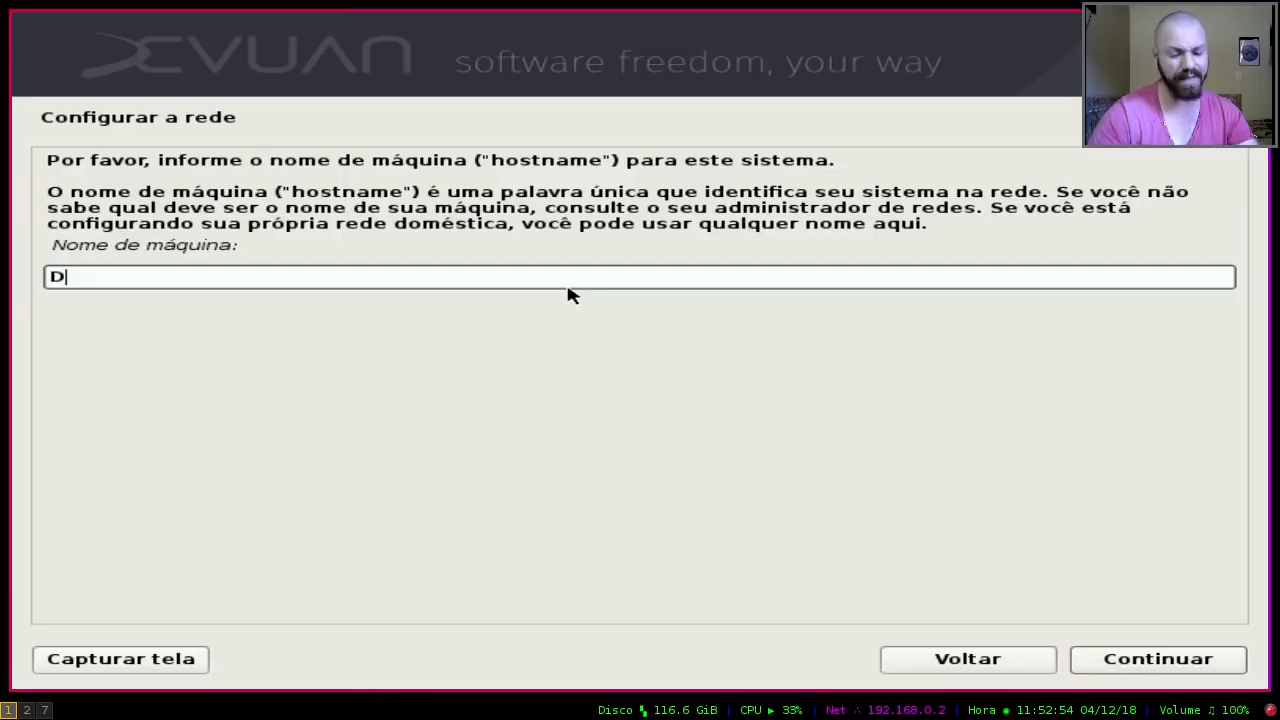 DEVUAN software freedom, your way
Configurar a rede
Por favor, informe o nome de máquina ("hostname") para este sistema.
O nome de máquina ("hostname") é uma palavra única que identifica seu sistema na rede. Se você não
sabe qual deve ser o nome de sua máquina, consulte o seu administrador de redes. Se você está
configurando sua própria rede doméstica, você pode usar qualquer nome aqui.
Nome de máquina:
D
Capturar tela Voltar Continuar
1 2 7 Disco 116.6 GiB | CPU ▶ 33% | Net ∴ 192.168.0.2 | Hora ◉ 11:52:54 04/12/18 | Volume ♫ 100%